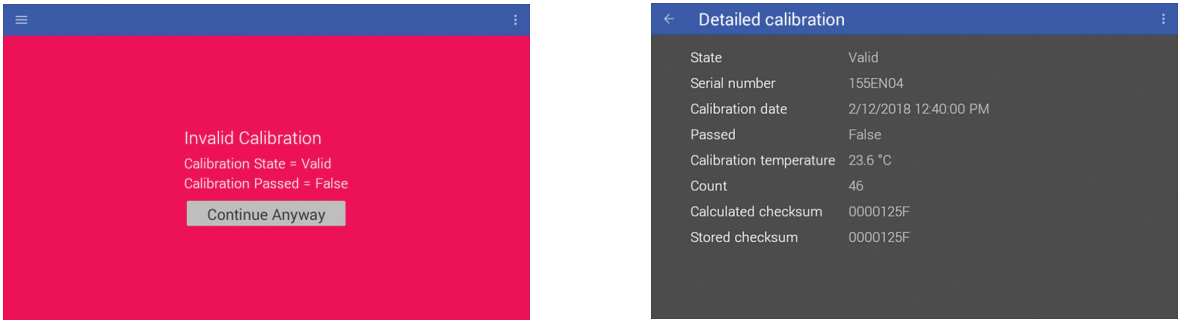 Invalid Calibration
Calibration State = Valid
Calibration Passed = False
Continue Anyway
Detailed calibration
State Valid
Serial number 155EN04
Calibration date 2/12/2018 12:40:00 PM
Passed False
Calibration temperature 23.6 °C
Count 46
Calculated checksum 0000125F
Stored checksum 0000125F